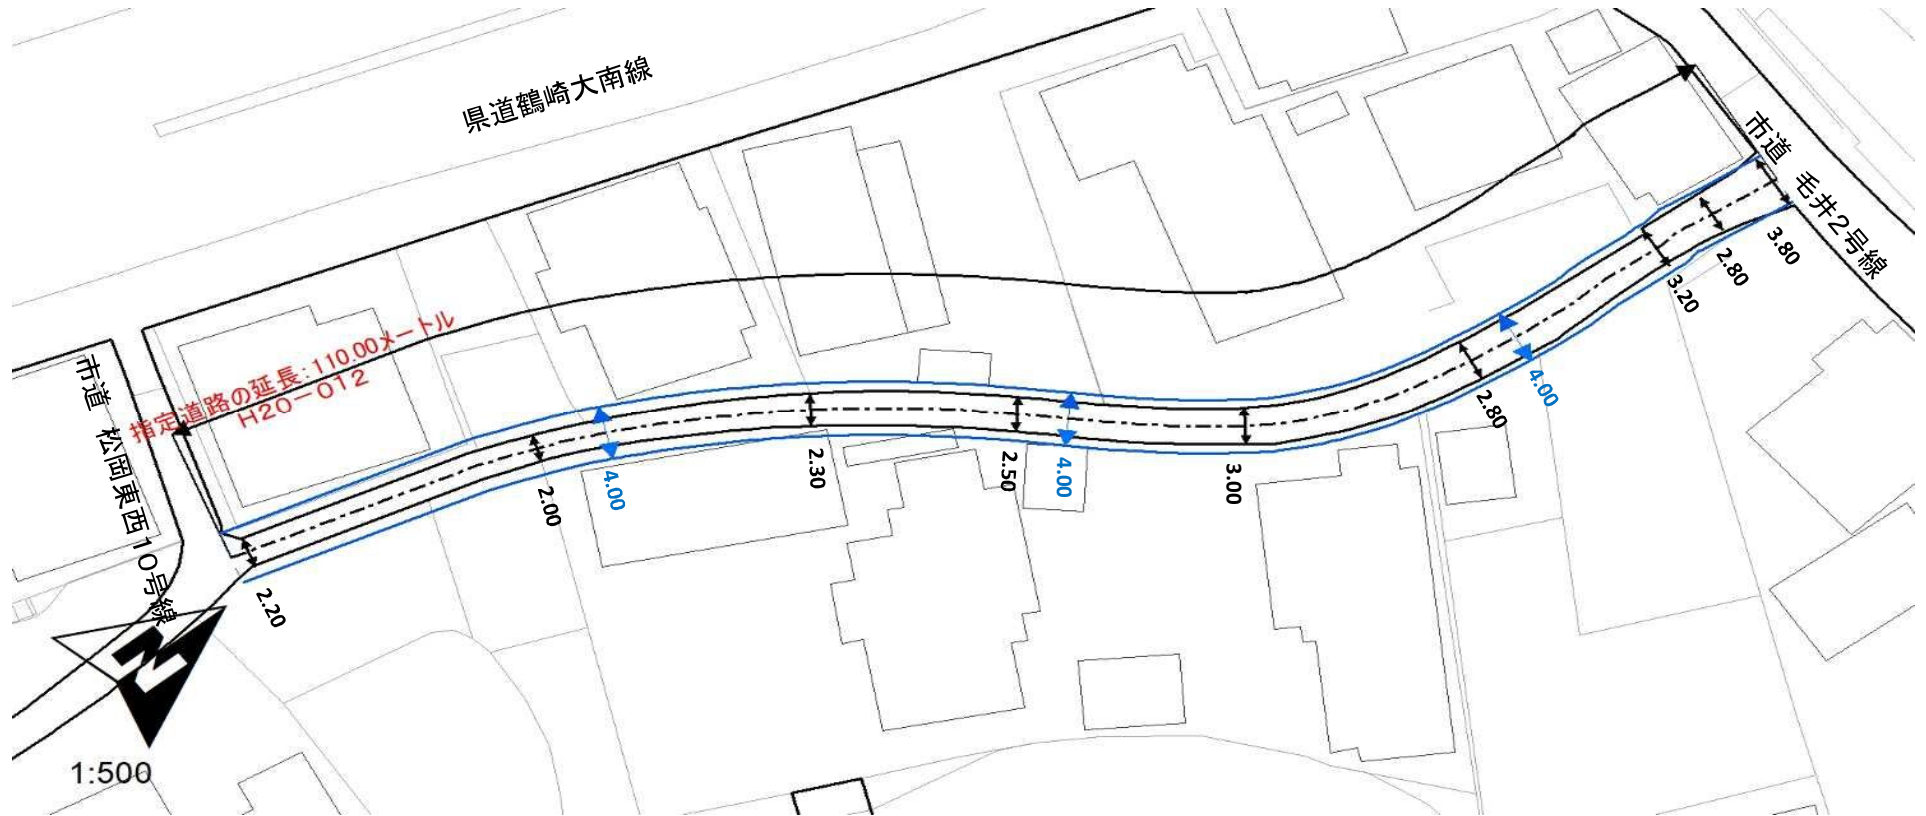 県道鶴崎大南線
市道 毛井2号線
指定道路の延長:110.00メートル
H20-012
市道 松岡東西10号線
2.20
2.00
4.00
2.30
2.50
4.00
3.00
2.80
4.00
3.20
2.80
3.80
N
1:500